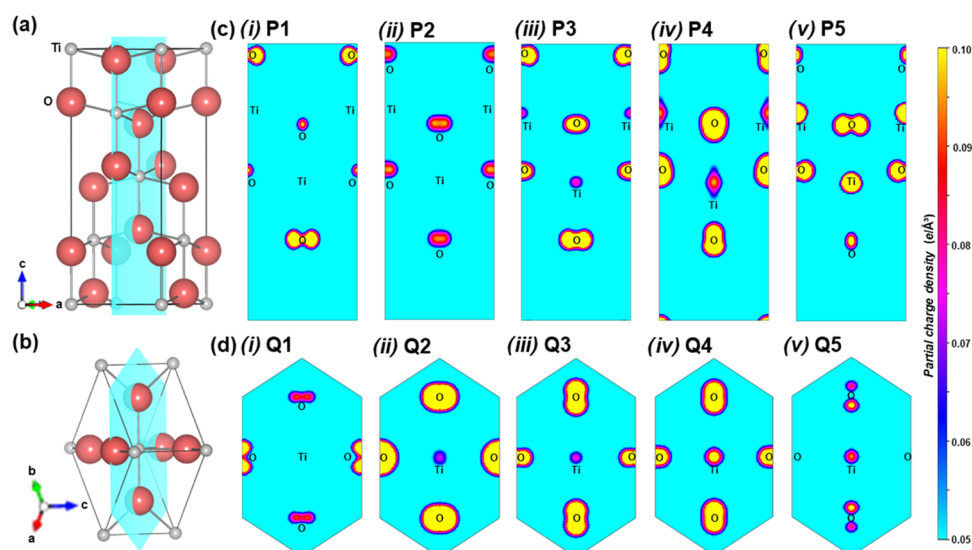 (a)
Ti
O
c
a
(b)
b
c
a
(c) (i) P1
O O
Ti Ti
O
O O
Ti
O
(ii) P2
O O
Ti Ti
O
O O
Ti
O
(iii) P3
O O
O
Ti Ti
O O
Ti
O
(iv) P4
O O
O
Ti Ti
O O
Ti
O
(v) P5
O O
O
Ti Ti
O O
Ti
O
(d) (i) Q1
O
O Ti O
O
(ii) Q2
O
O O
Ti
O
(iii) Q3
O
O O
Ti
O
(iv) Q4
O
O O
Ti
O
(v) Q5
O
O O
Ti
O
0.10
0.09
0.08
0.07
0.06
0.05
Partial charge density (e/Å³)